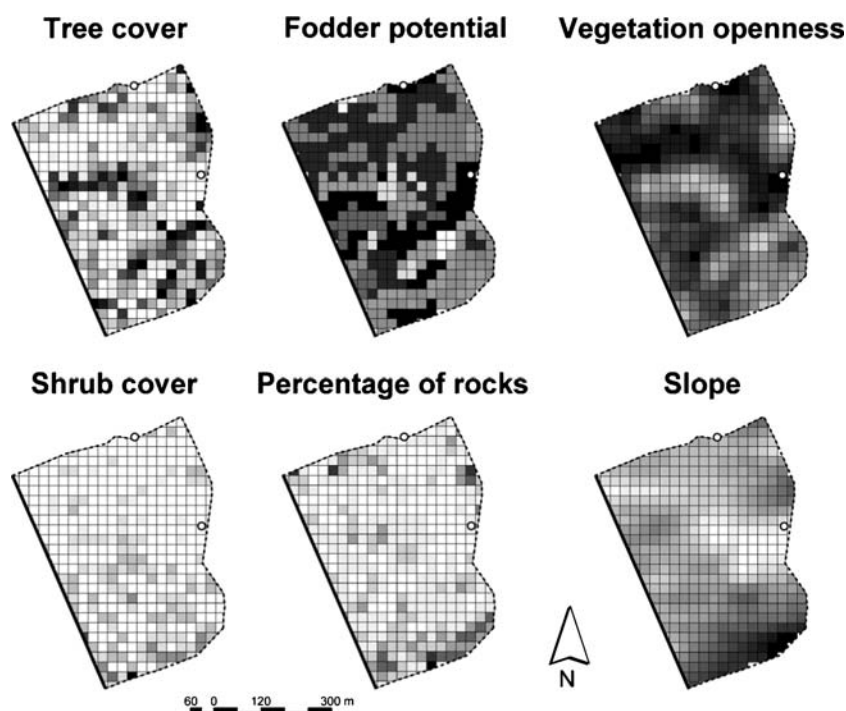 Tree cover
Fodder potential
Vegetation openness
Shrub cover
Percentage of rocks
Slope
N
60 0 120 300 m